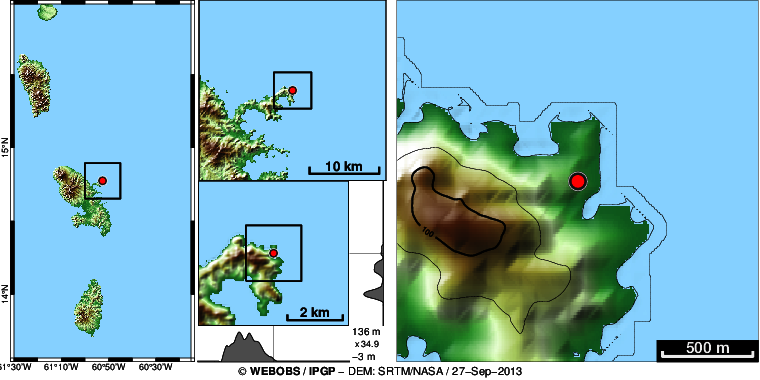 15°N
14°N
61°30'W
61°10'W
60°50'W
60°30'W
10 km
2 km
136 m
x34.9
−3 m
100
500 m
© WEBOBS / IPGP − DEM: SRTM/NASA / 27−Sep−2013